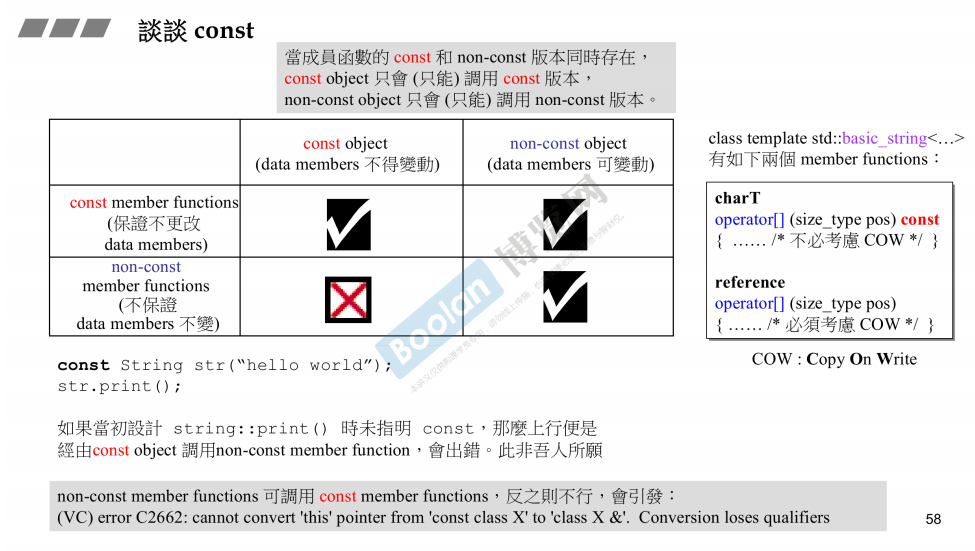 談談 const
當成員函數的 const 和 non-const 版本同時存在，
const object 只會 (只能) 調用 const 版本，
non-const object 只會 (只能) 調用 non-const 版本。
const object
(data members 不得變動)
non-const object
(data members 可變動)
const member functions
(保證不更改
data members)
non-const
member functions
(不保證
data members 不變)
class template std::basic_string<…>
有如下兩個 member functions：
charT
operator[] (size_type pos) const
{ …… /* 不必考慮 COW */ }
reference
operator[] (size_type pos)
{ …… /* 必須考慮 COW */ }
COW : Copy On Write
const String str(“hello world”);
str.print();
如果當初設計 string::print() 時未指明 const，那麼上行便是
經由const object 調用non-const member function，會出錯。此非吾人所願
non-const member functions 可調用 const member functions，反之則不行，會引發：
(VC) error C2662: cannot convert 'this' pointer from 'const class X' to 'class X &'. Conversion loses qualifiers
58
Boolan 博览网